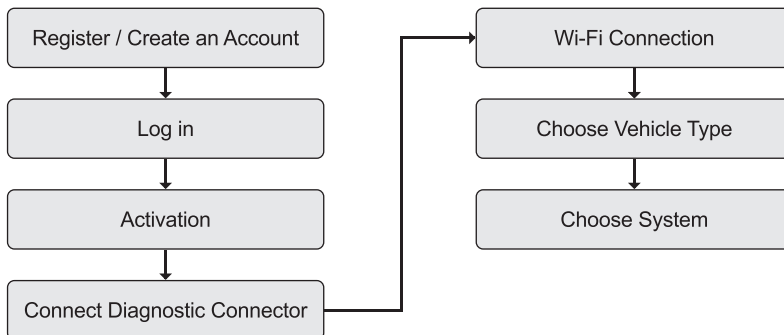 Register / Create an Account
Log in
Activation
Connect Diagnostic Connector
Wi-Fi Connection
Choose Vehicle Type
Choose System